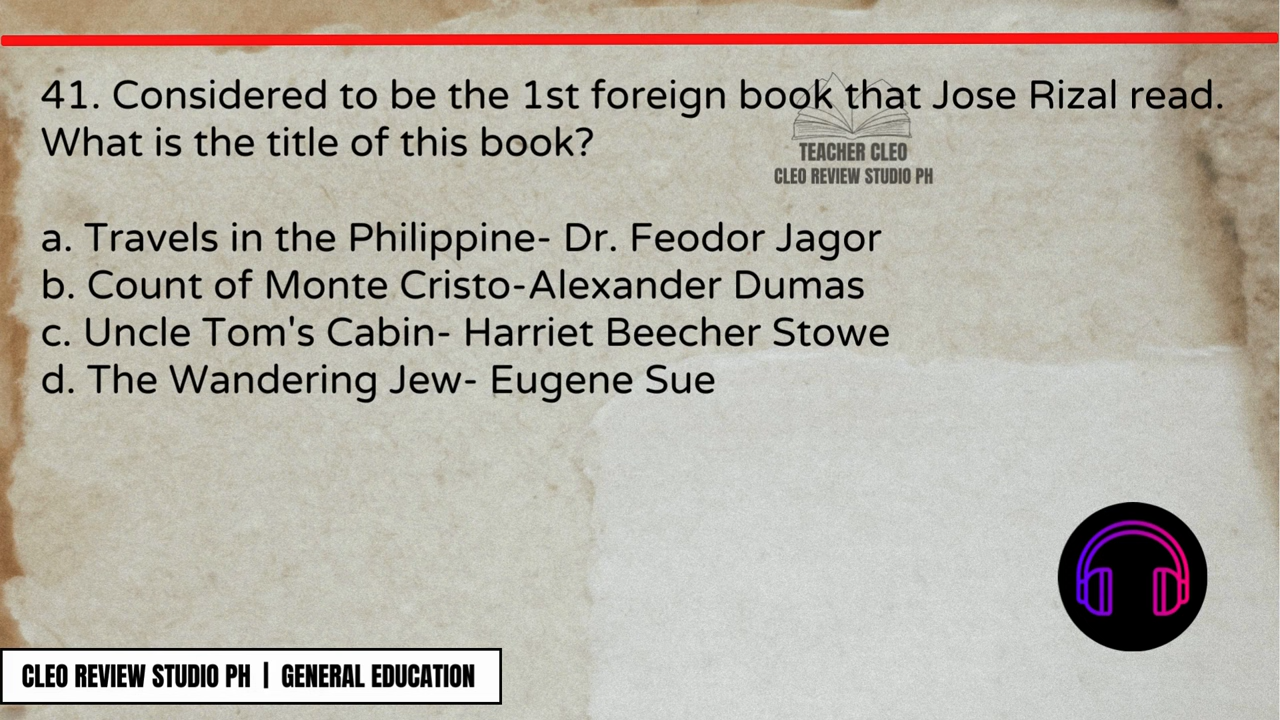 41. Considered to be the 1st foreign book that Jose Rizal read.
What is the title of this book?
TEACHER CLEO
CLEO REVIEW STUDIO PH
a. Travels in the Philippine- Dr. Feodor Jagor
b. Count of Monte Cristo-Alexander Dumas
c. Uncle Tom's Cabin- Harriet Beecher Stowe
d. The Wandering Jew- Eugene Sue
CLEO REVIEW STUDIO PH | GENERAL EDUCATION